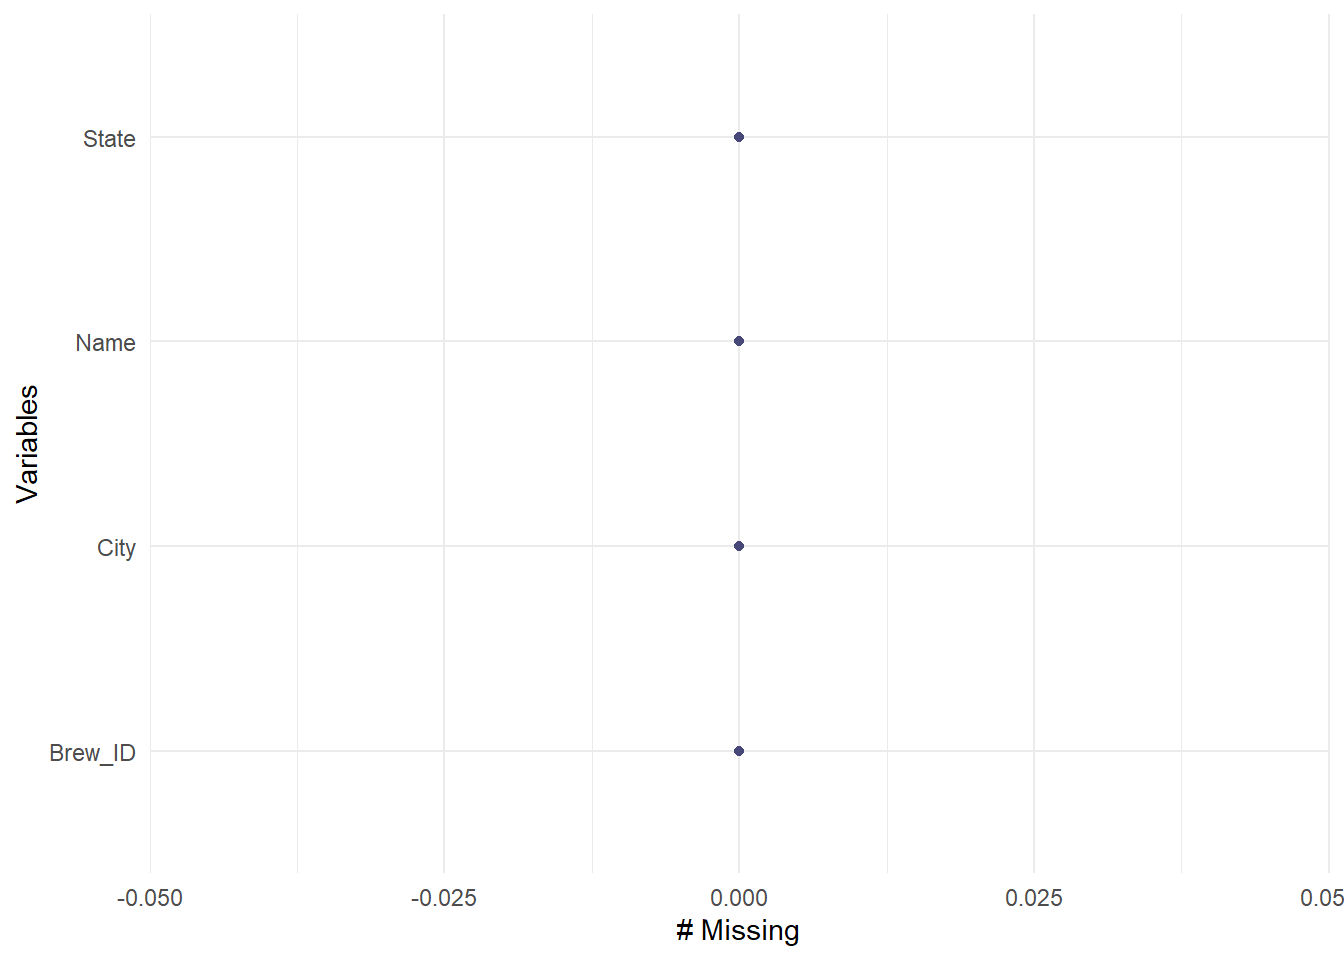 State
Name
City
Brew_ID
Variables
-0.050
-0.025
0.000
0.025
0.05
# Missing